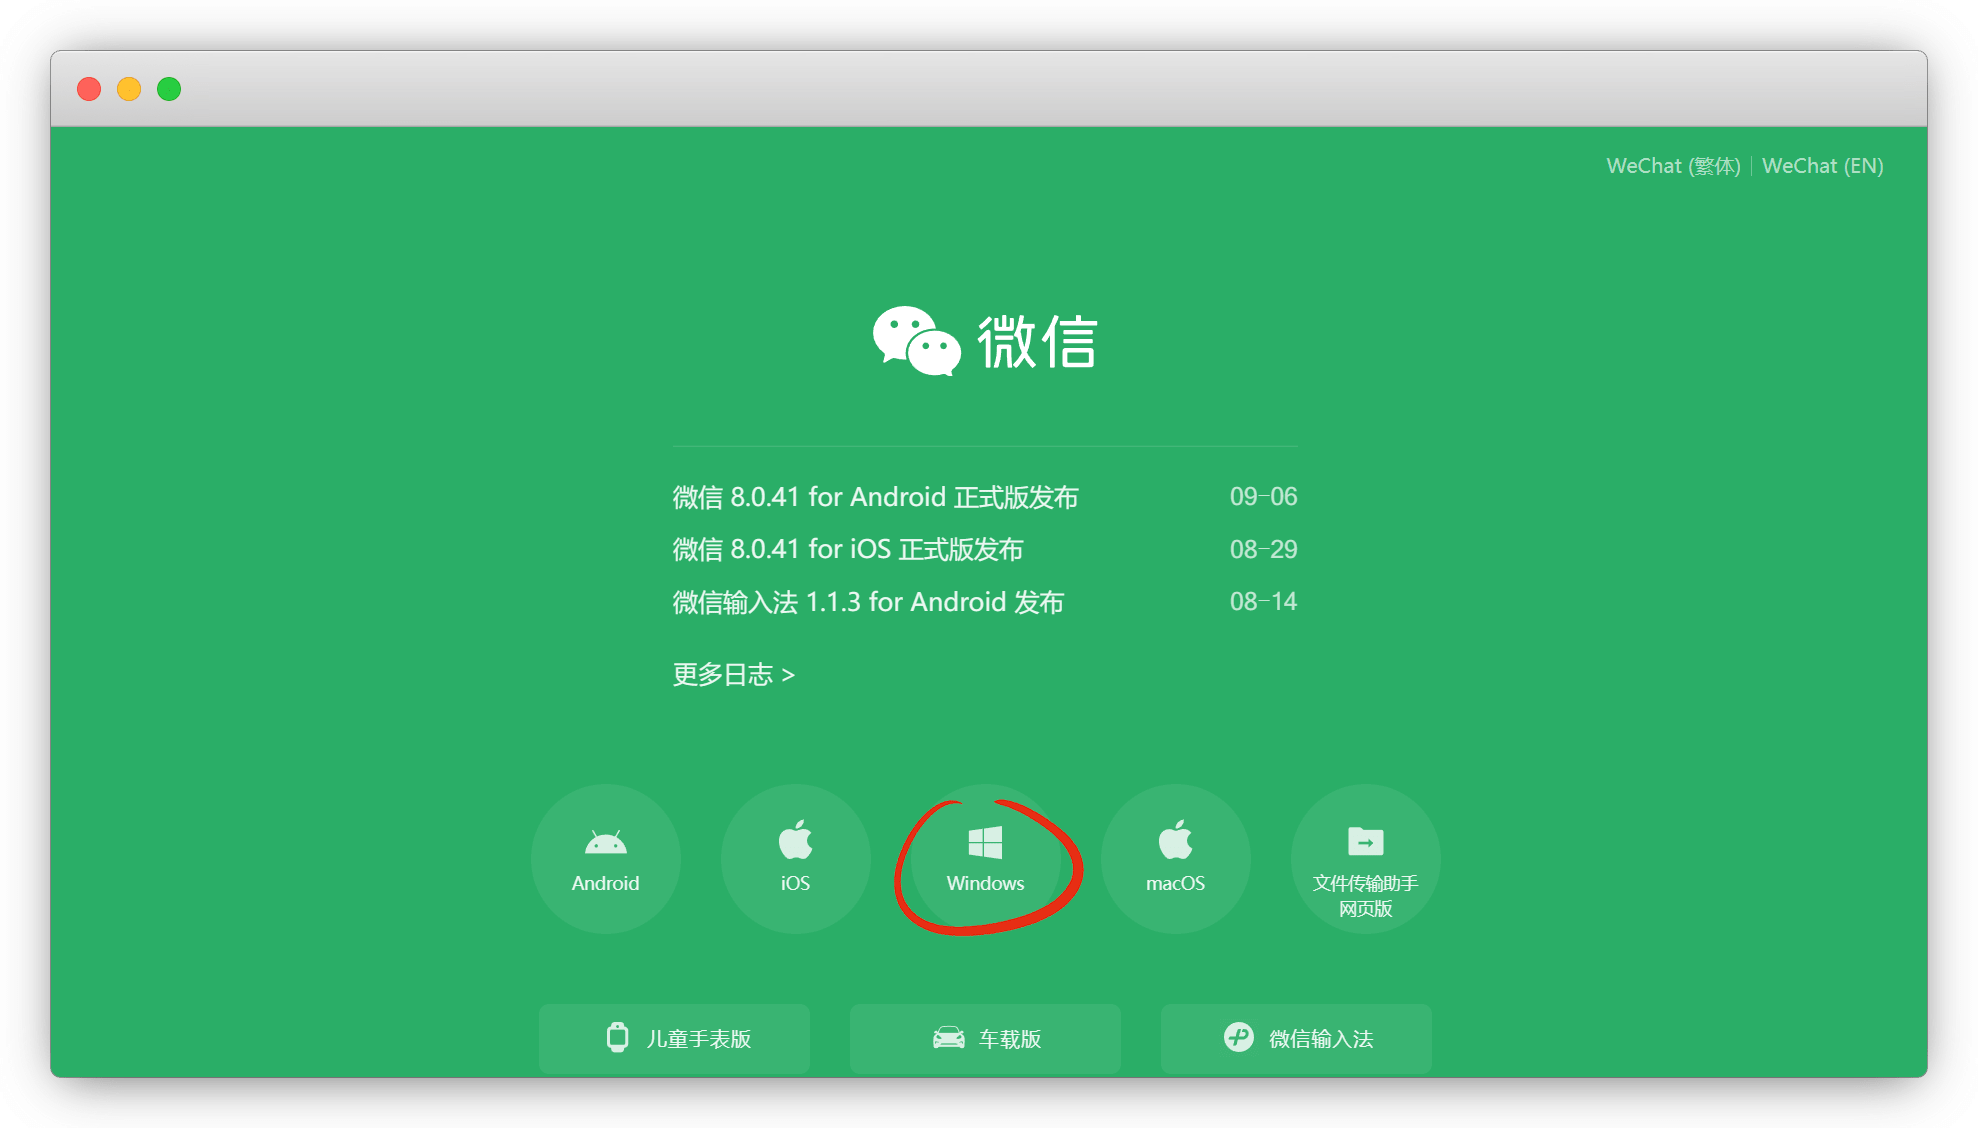 WeChat (繁体) | WeChat (EN)
微信
微信 8.0.41 for Android 正式版发布 09-06
微信 8.0.41 for iOS 正式版发布 08-29
微信输入法 1.1.3 for Android 发布 08-14
更多日志 >
Android
iOS
Windows
macOS
文件传输助手
网页版
儿童手表版
车载版
微信输入法